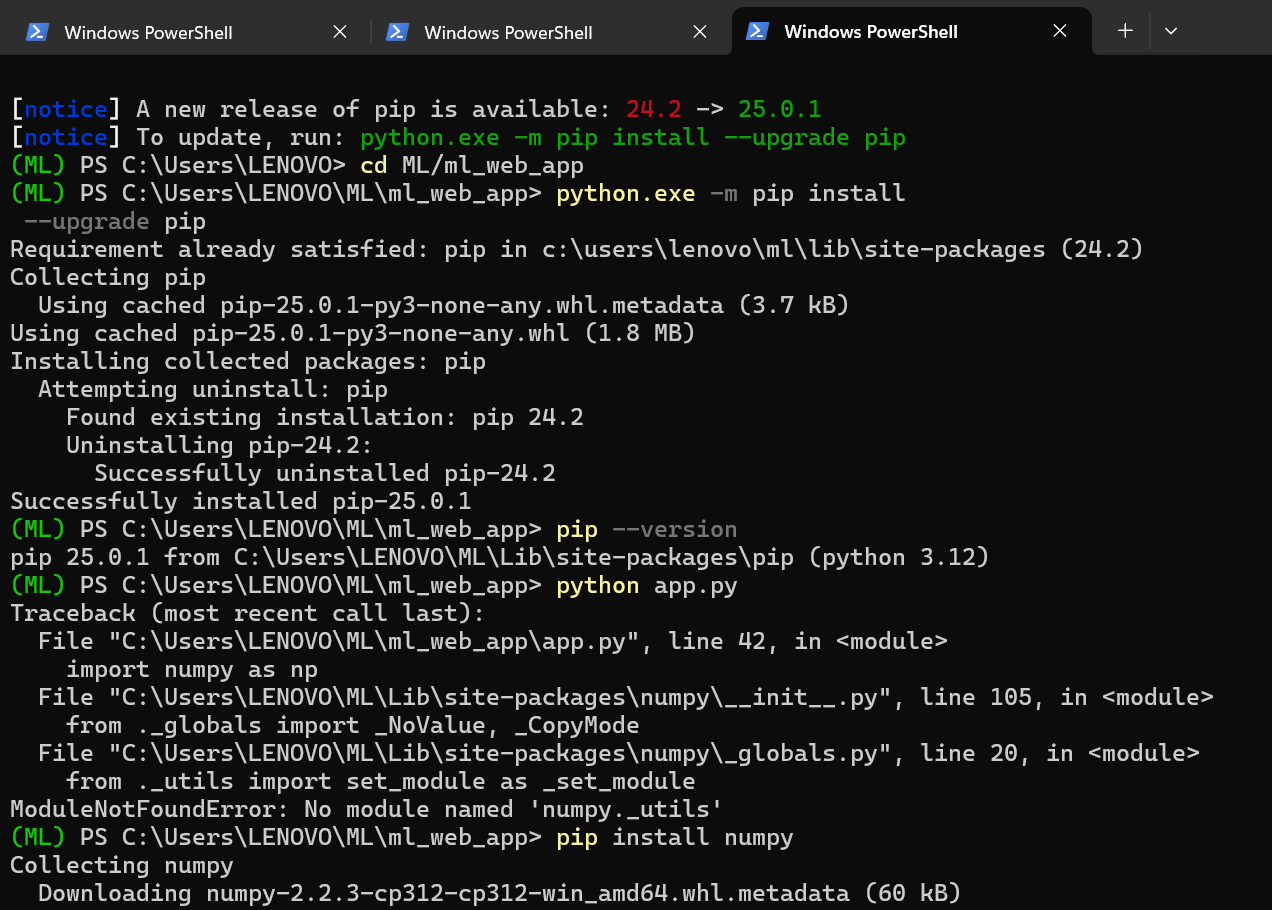 Windows PowerShell
Windows PowerShell
Windows PowerShell
[notice] A new release of pip is available: 24.2 -> 25.0.1
[notice] To update, run: python.exe -m pip install --upgrade pip
(ML) PS C:\Users\LENOVO> cd ML/ml_web_app
(ML) PS C:\Users\LENOVO\ML\ml_web_app> python.exe -m pip install
 --upgrade pip
Requirement already satisfied: pip in c:\users\lenovo\ml\lib\site-packages (24.2)
Collecting pip
  Using cached pip-25.0.1-py3-none-any.whl.metadata (3.7 kB)
Using cached pip-25.0.1-py3-none-any.whl (1.8 MB)
Installing collected packages: pip
  Attempting uninstall: pip
    Found existing installation: pip 24.2
    Uninstalling pip-24.2:
      Successfully uninstalled pip-24.2
Successfully installed pip-25.0.1
(ML) PS C:\Users\LENOVO\ML\ml_web_app> pip --version
pip 25.0.1 from C:\Users\LENOVO\ML\Lib\site-packages\pip (python 3.12)
(ML) PS C:\Users\LENOVO\ML\ml_web_app> python app.py
Traceback (most recent call last):
  File "C:\Users\LENOVO\ML\ml_web_app\app.py", line 42, in <module>
    import numpy as np
  File "C:\Users\LENOVO\ML\Lib\site-packages\numpy\__init__.py", line 105, in <module>
    from ._globals import _NoValue, _CopyMode
  File "C:\Users\LENOVO\ML\Lib\site-packages\numpy\_globals.py", line 20, in <module>
    from ._utils import set_module as _set_module
ModuleNotFoundError: No module named 'numpy._utils'
(ML) PS C:\Users\LENOVO\ML\ml_web_app> pip install numpy
Collecting numpy
  Downloading numpy-2.2.3-cp312-cp312-win_amd64.whl.metadata (60 kB)